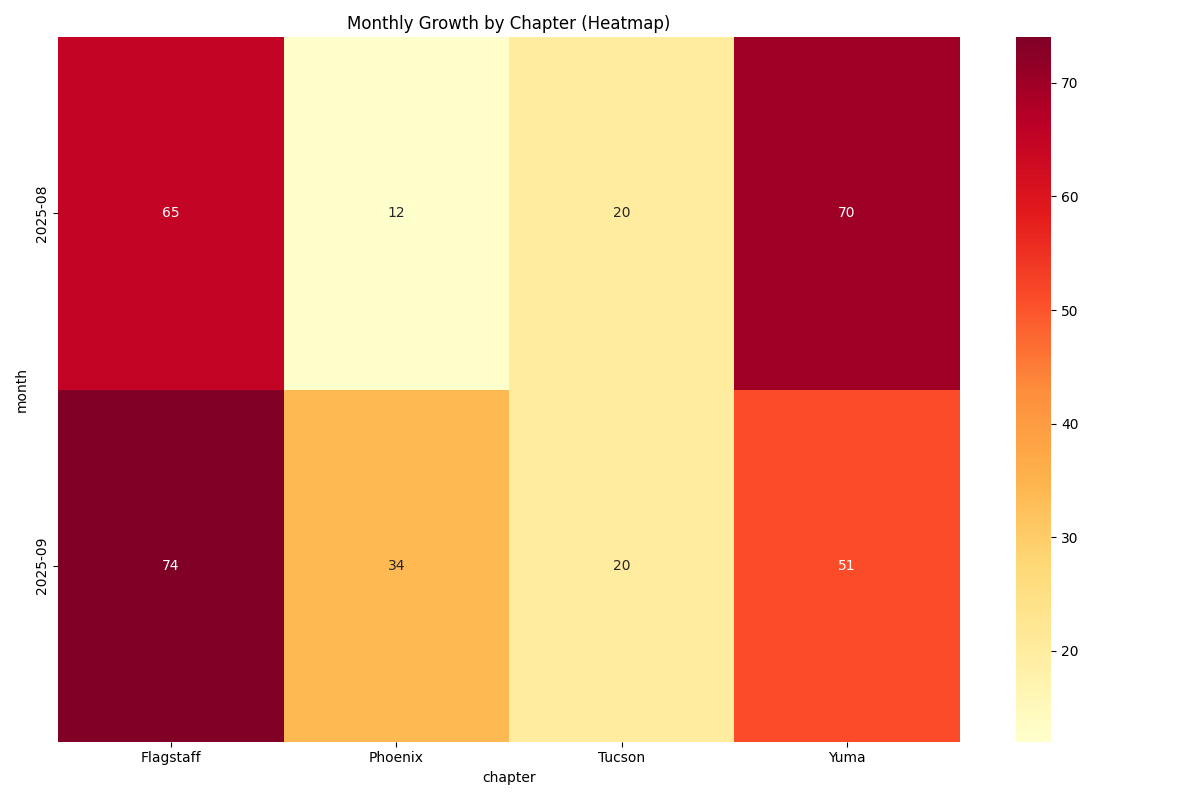 Monthly Growth by Chapter (Heatmap)
month
2025-08
65 12 20 70
2025-09
74 34 20 51
Flagstaff Phoenix Tucson Yuma
chapter
70
60
50
40
30
20